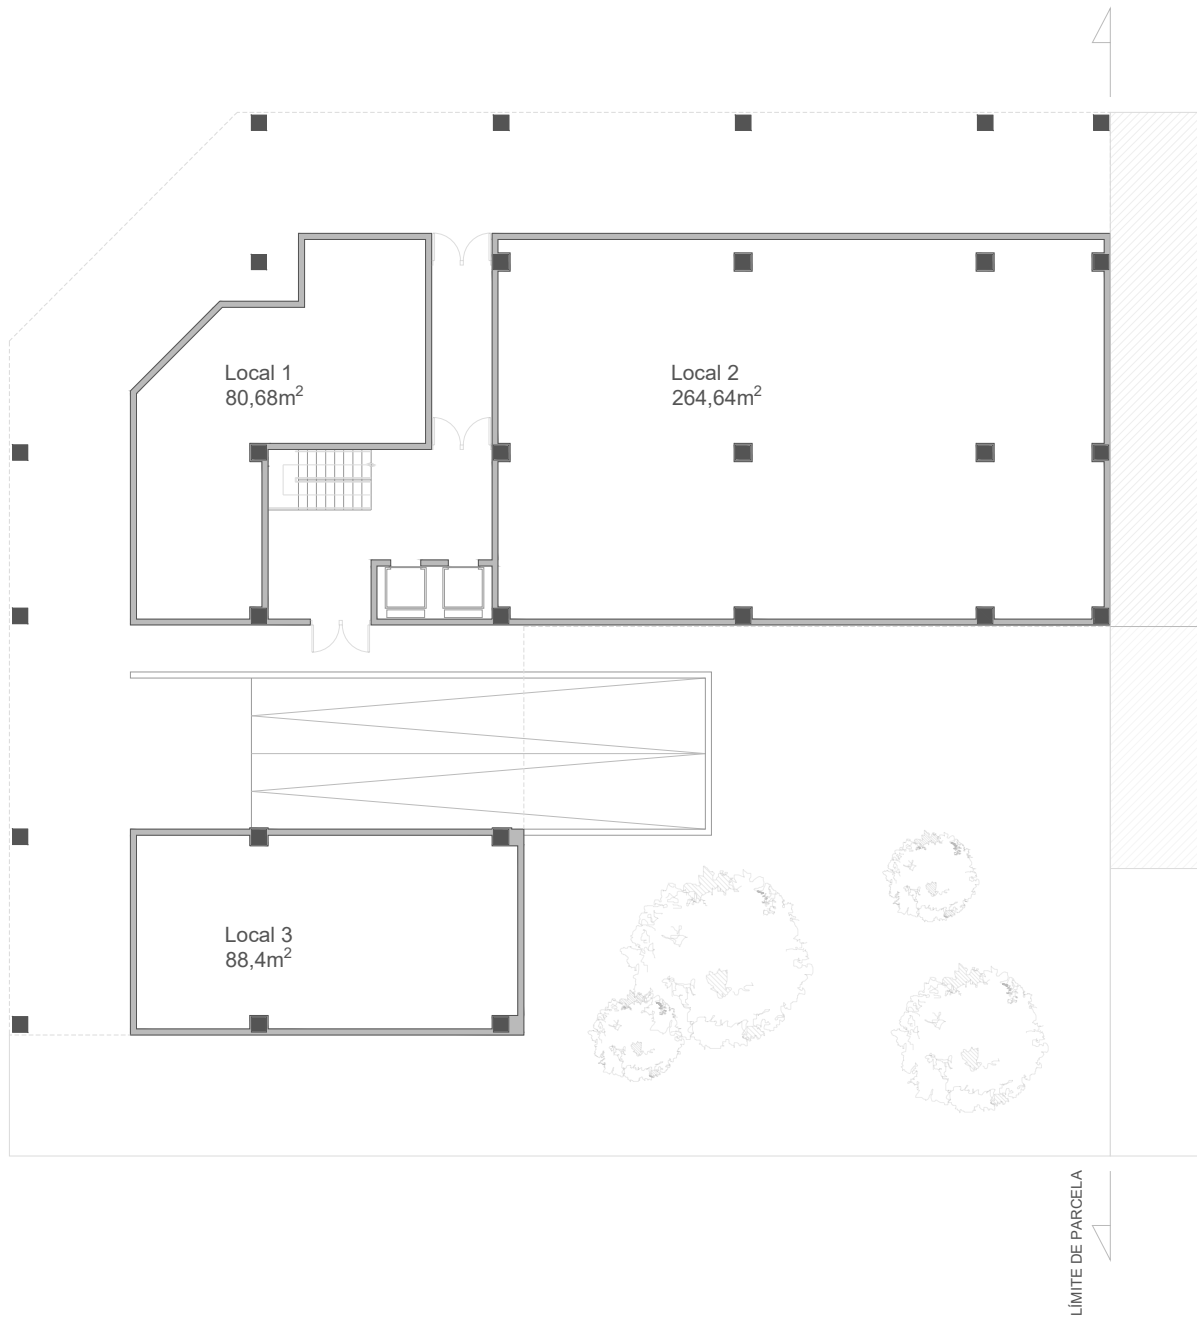 Local 1
80,68m²
Local 2
264,64m²
Local 3
88,4m²
LÍMITE DE PARCELA